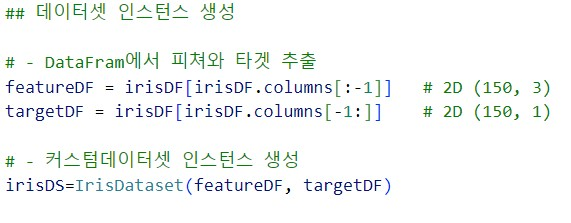 ## 데이터셋 인스턴스 생성
# - DataFram에서 피쳐와 타겟 추출
featureDF = irisDF[irisDF.columns[:-1]]   # 2D (150, 3)
targetDF = irisDF[irisDF.columns[-1:]]    # 2D (150, 1)
# - 커스텀데이터셋 인스턴스 생성
irisDS=IrisDataset(featureDF, targetDF)